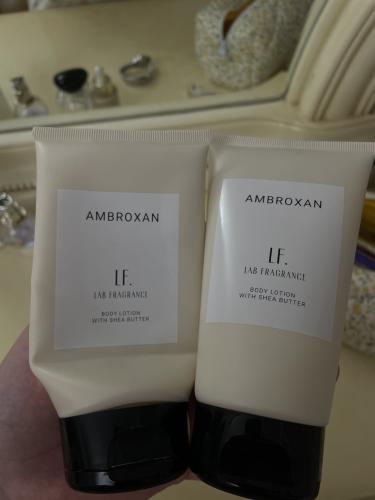 AMBROXAN
LF.
LAB FRAGRANCE
BODY LOTION
WITH SHEA BUTTER
AMBROXAN
LF.
LAB FRAGRANCE
BODY LOTION
WITH SHEA BUTTER